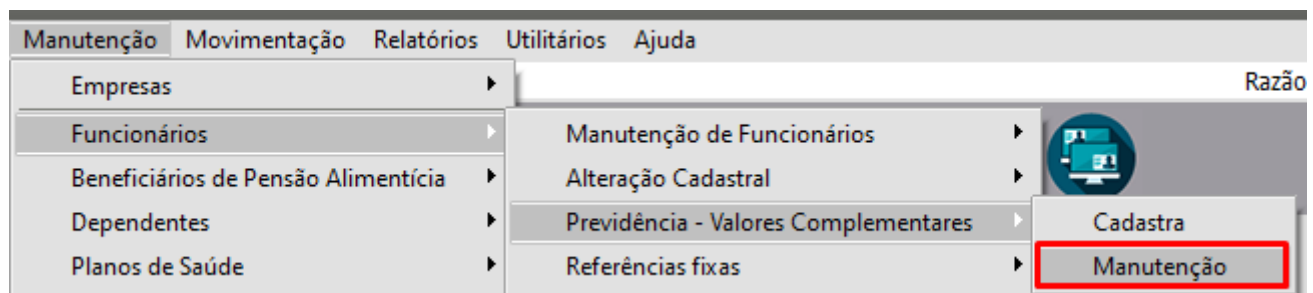 Manutenção Movimentação Relatórios Utilitários Ajuda
Empresas
Razão
Funcionários
Manutenção de Funcionários
Beneficiários de Pensão Alimentícia
Alteração Cadastral
Dependentes
Previdência - Valores Complementares
Cadastra
Planos de Saúde
Referências fixas
Manutenção